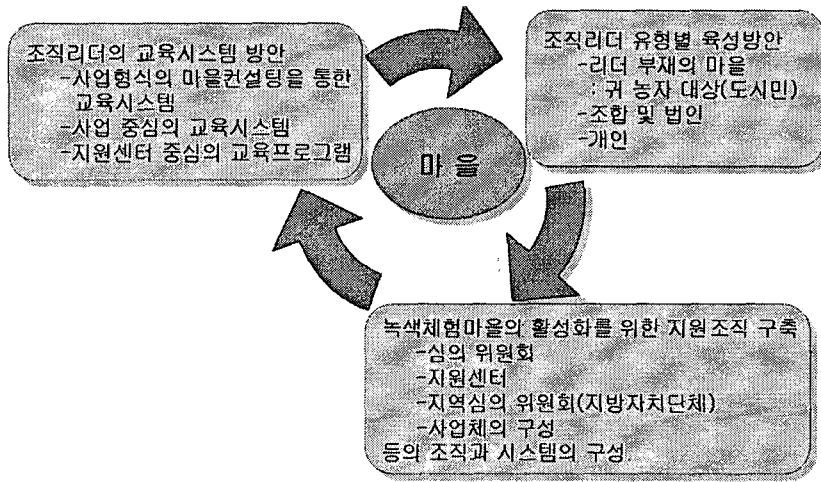 조직리더의 교육시스템 방안
-사업형식의 마을컨설팅을 통한
교육시스템
-사업 중심의 교육시스템
-지원센터 중심의 교육프로그램
조직리더 유형별 육성방안
-리더 부재의 마을
: 귀 농자 대상(도시민)
-조합 및 법인
-개인
마 을
녹색체험마을의 활성화를 위한 지원조직 구축
-심의 위원회
-지원센터
-지역심의 위원회(지방자치단체)
-사업체의 구성
등의 조직과 시스템의 구성.